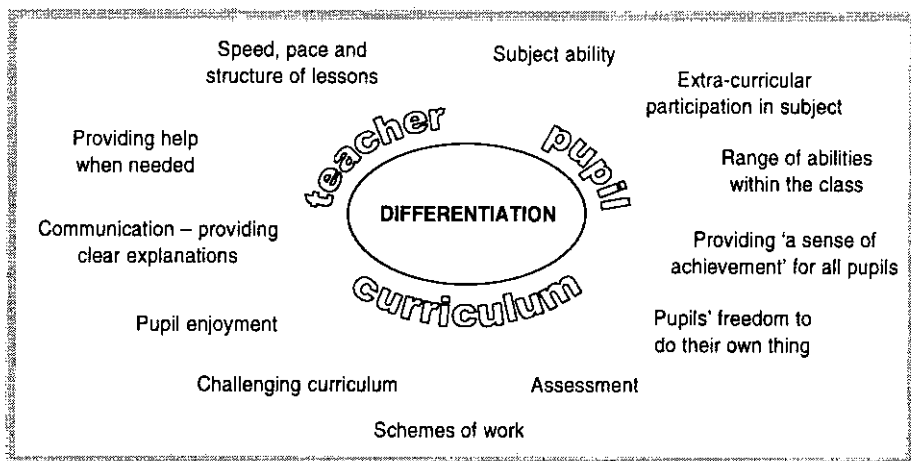 Speed, pace and
structure of lessons
Subject ability
Extra-curricular
participation in subject
Providing help
when needed
teacher
pupil
Range of abilities
within the class
DIFFERENTIATION
Communication – providing
clear explanations
Providing 'a sense of
achievement' for all pupils
curriculum
Pupil enjoyment
Pupils' freedom to
do their own thing
Challenging curriculum
Assessment
Schemes of work